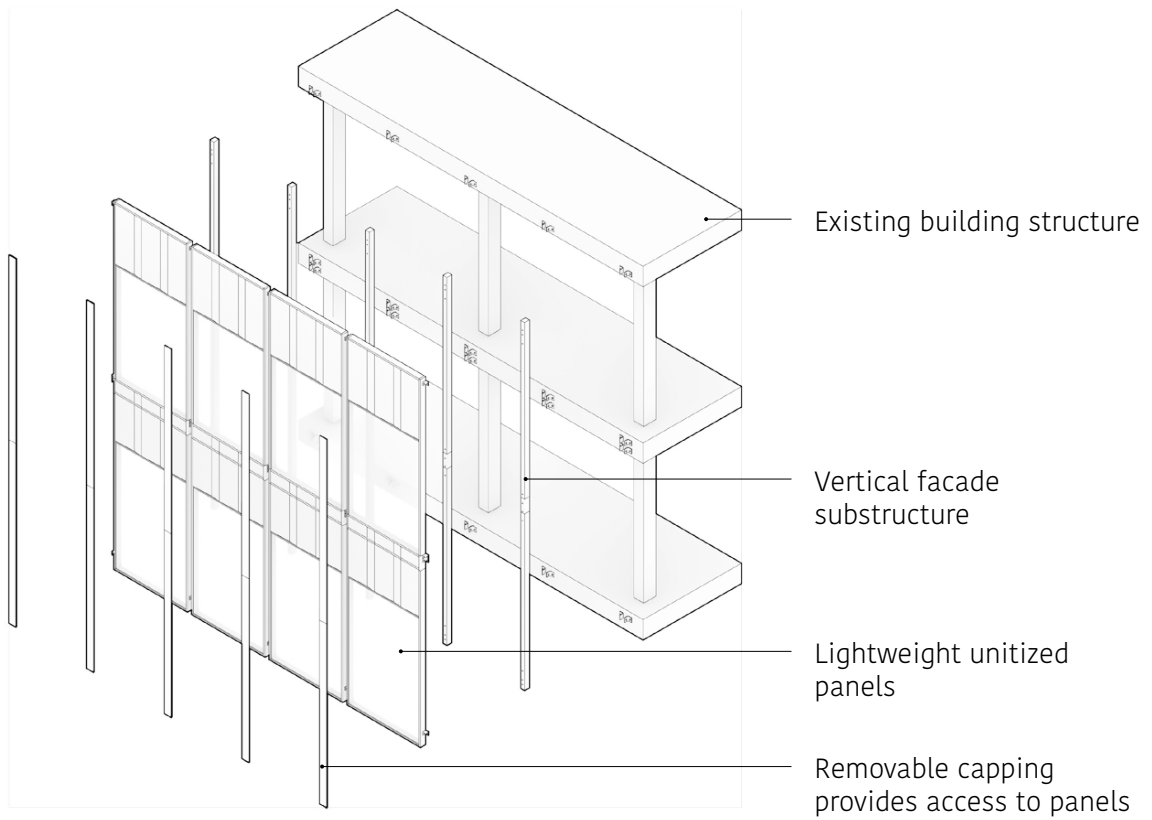 Existing building structure
Vertical facade
substructure
Lightweight unitized
panels
Removable capping
provides access to panels